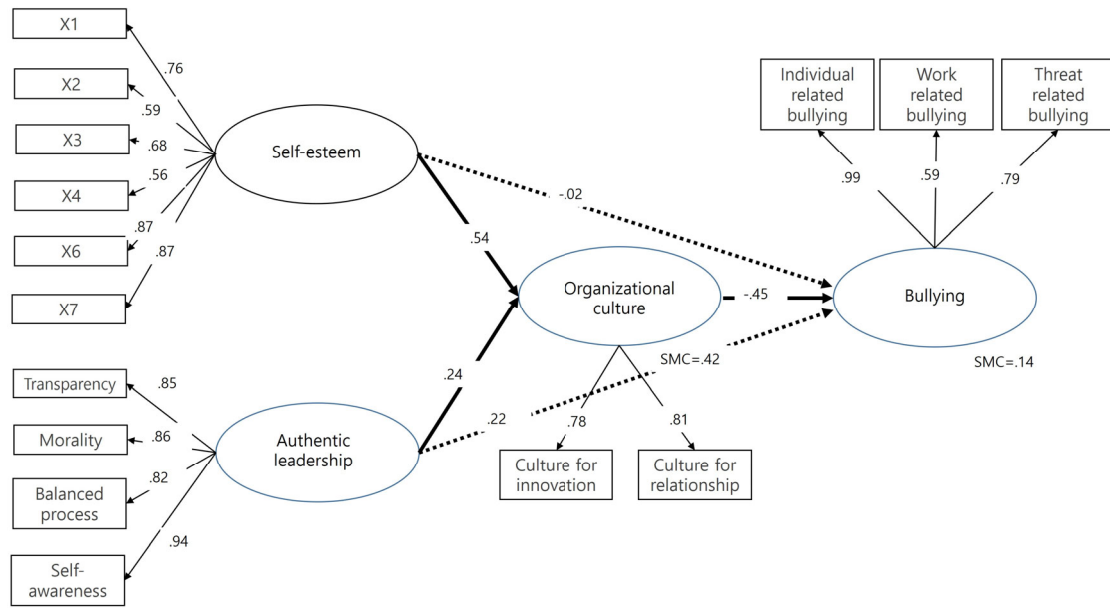 X1
.76
X2
.59
X3
.68
X4
.56
X6
.87
X7
.87
Self-esteem
-.02
.54
Individual
related
bullying
Work
related
bullying
Threat
related
bullying
.99
.59
.79
Organizational
culture
-.45
Bullying
SMC=.42
SMC=.14
.24
.22
.78
.81
Culture for
innovation
Culture for
relationship
Transparency
.85
Morality
.86
Balanced
process
.82
Self-
awareness
.94
Authentic
leadership